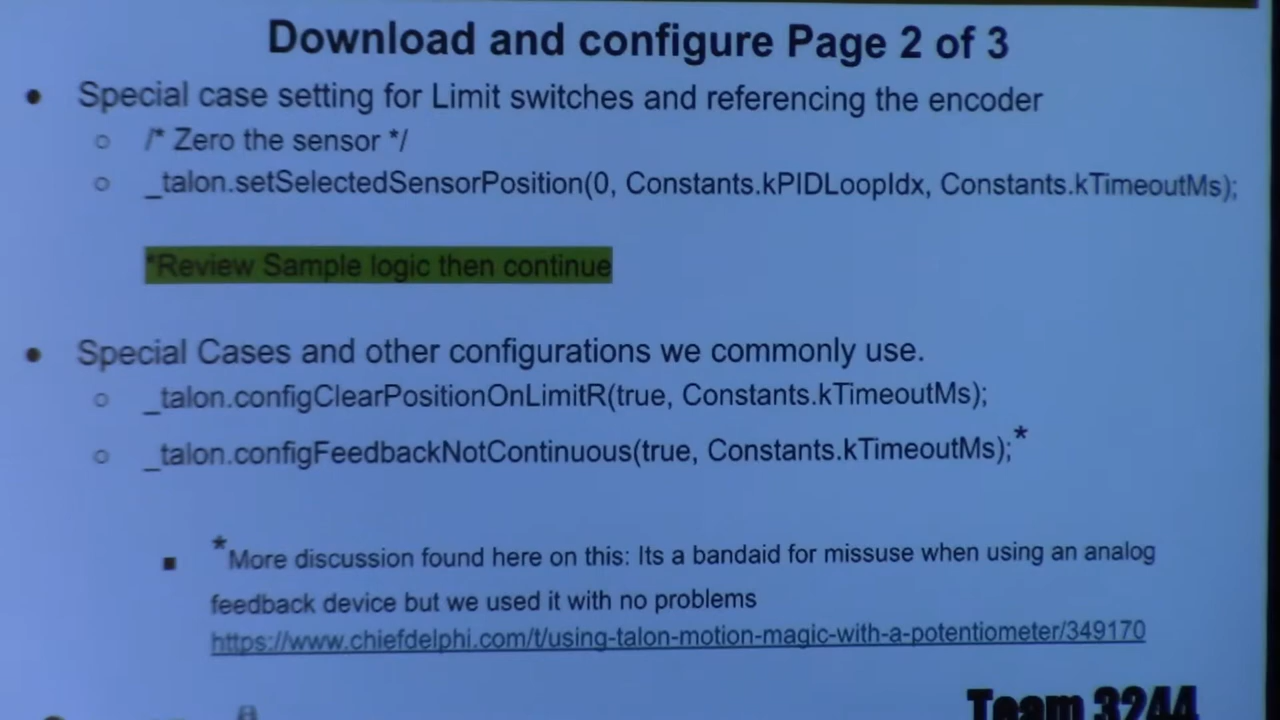 Download and configure Page 2 of 3
● Special case setting for Limit switches and referencing the encoder
○ /* Zero the sensor */
○ _talon.setSelectedSensorPosition(0, Constants.kPIDLoopIdx, Constants.kTimeoutMs);
*Review Sample logic then continue
● Special Cases and other configurations we commonly use.
○ _talon.configClearPositionOnLimitR(true, Constants.kTimeoutMs);
○ _talon.configFeedbackNotContinuous(true, Constants.kTimeoutMs);*
■ *More discussion found here on this: Its a bandaid for missuse when using an analog
feedback device but we used it with no problems
https://www.chiefdelphi.com/t/using-talon-motion-magic-with-a-potentiometer/349170
Team 3244